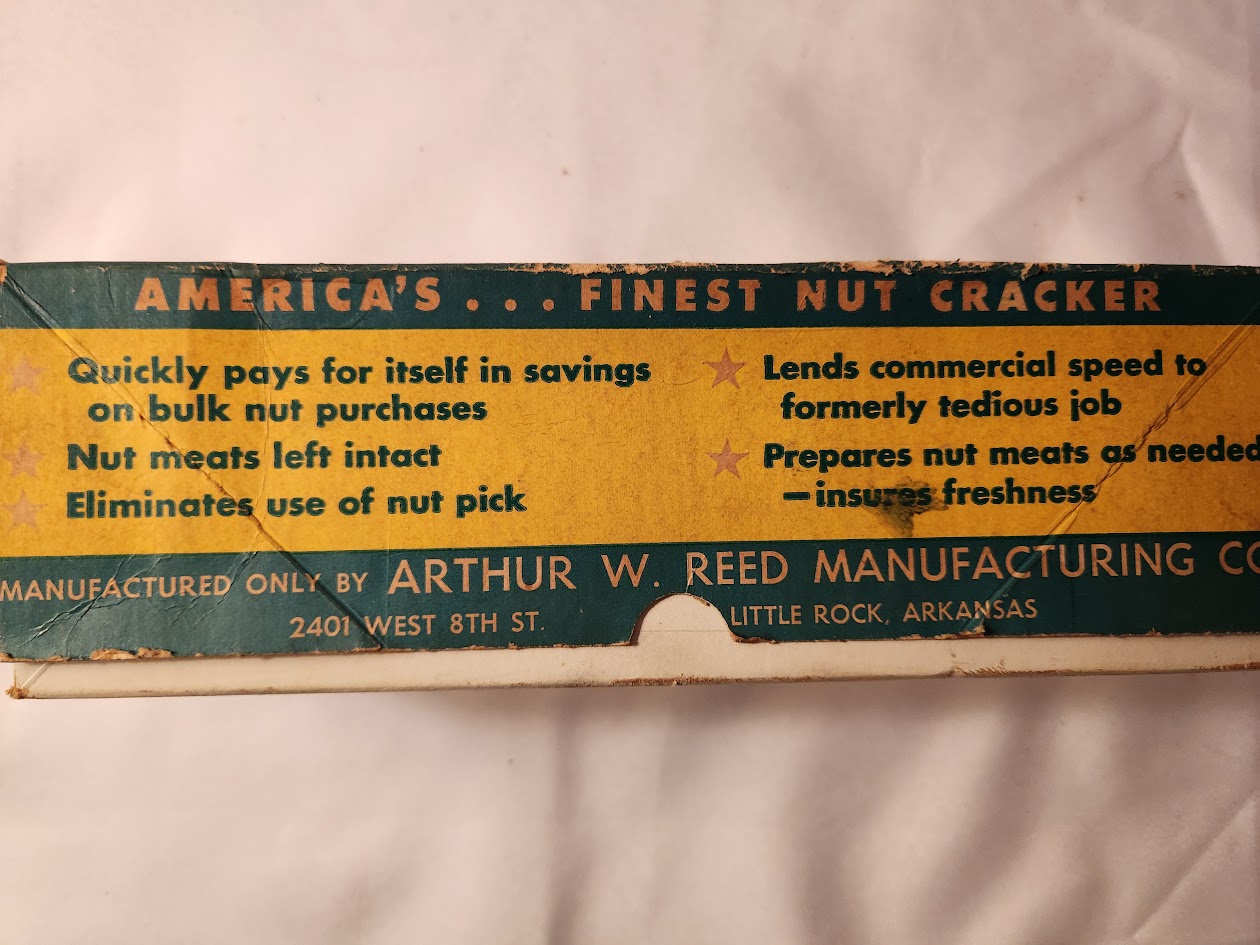 AMERICA'S . . . FINEST NUT CRACKER
Quickly pays for itself in savings
on bulk nut purchases
Nut meats left intact
Eliminates use of nut pick
Lends commercial speed to
formerly tedious job
Prepares nut meats as needed
—insures freshness
MANUFACTURED ONLY BY ARTHUR W. REED MANUFACTURING CO
2401 WEST 8TH ST. LITTLE ROCK, ARKANSAS